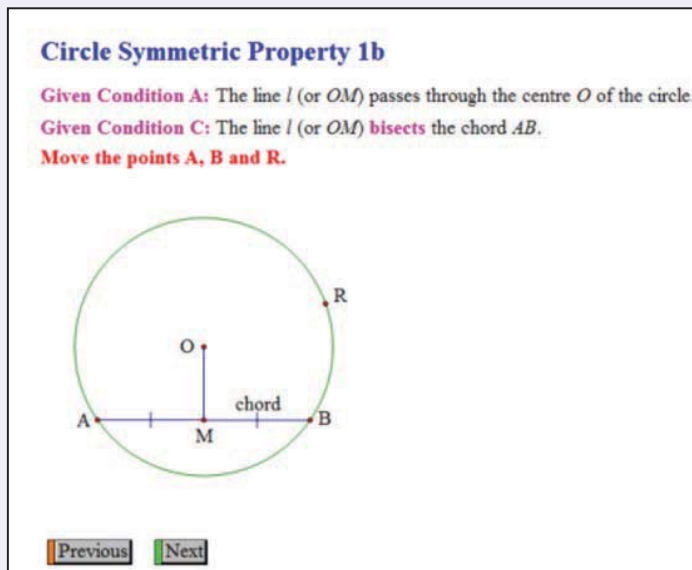 Circle Symmetric Property 1b
Given Condition A: The line l (or OM) passes through the centre O of the circle.
Given Condition C: The line l (or OM) bisects the chord AB.
Move the points A, B and R.
R
O
chord
A
B
M
Previous
Next